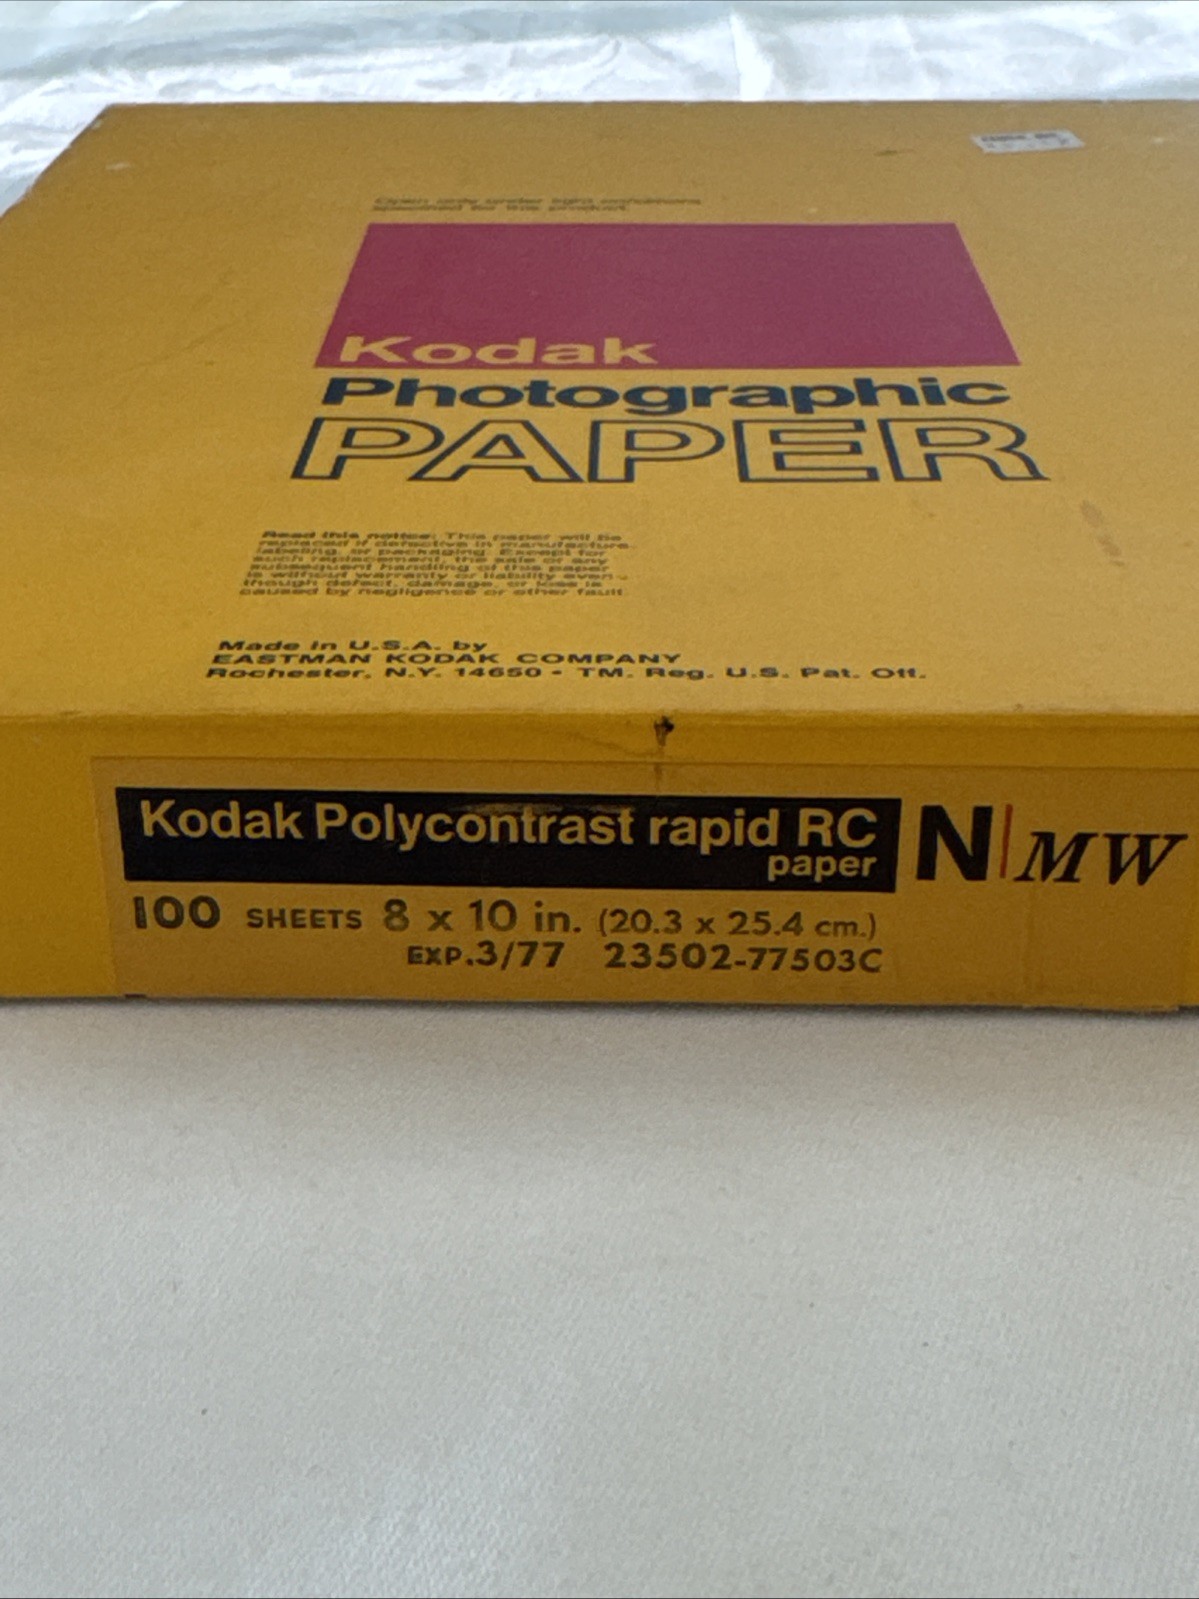 Open only under light conditions
specified for this product.
Kodak
Photographic
PAPER
Read this notice: This paper will be
replaced if defective in manufacture,
labeling, or packaging. Except for
such replacement, the sale or any
subsequent handling of this paper
is without warranty or liability even
though defect, damage, or loss is
caused by negligence or other fault.
Made in U.S.A. by
EASTMAN KODAK COMPANY
Rochester, N.Y. 14650 • TM. Reg. U.S. Pat. Off.
Kodak Polycontrast rapid RC
paper
N MW
100 SHEETS 8 x 10 in. (20.3 x 25.4 cm.)
EXP.3/77 23502-77503C